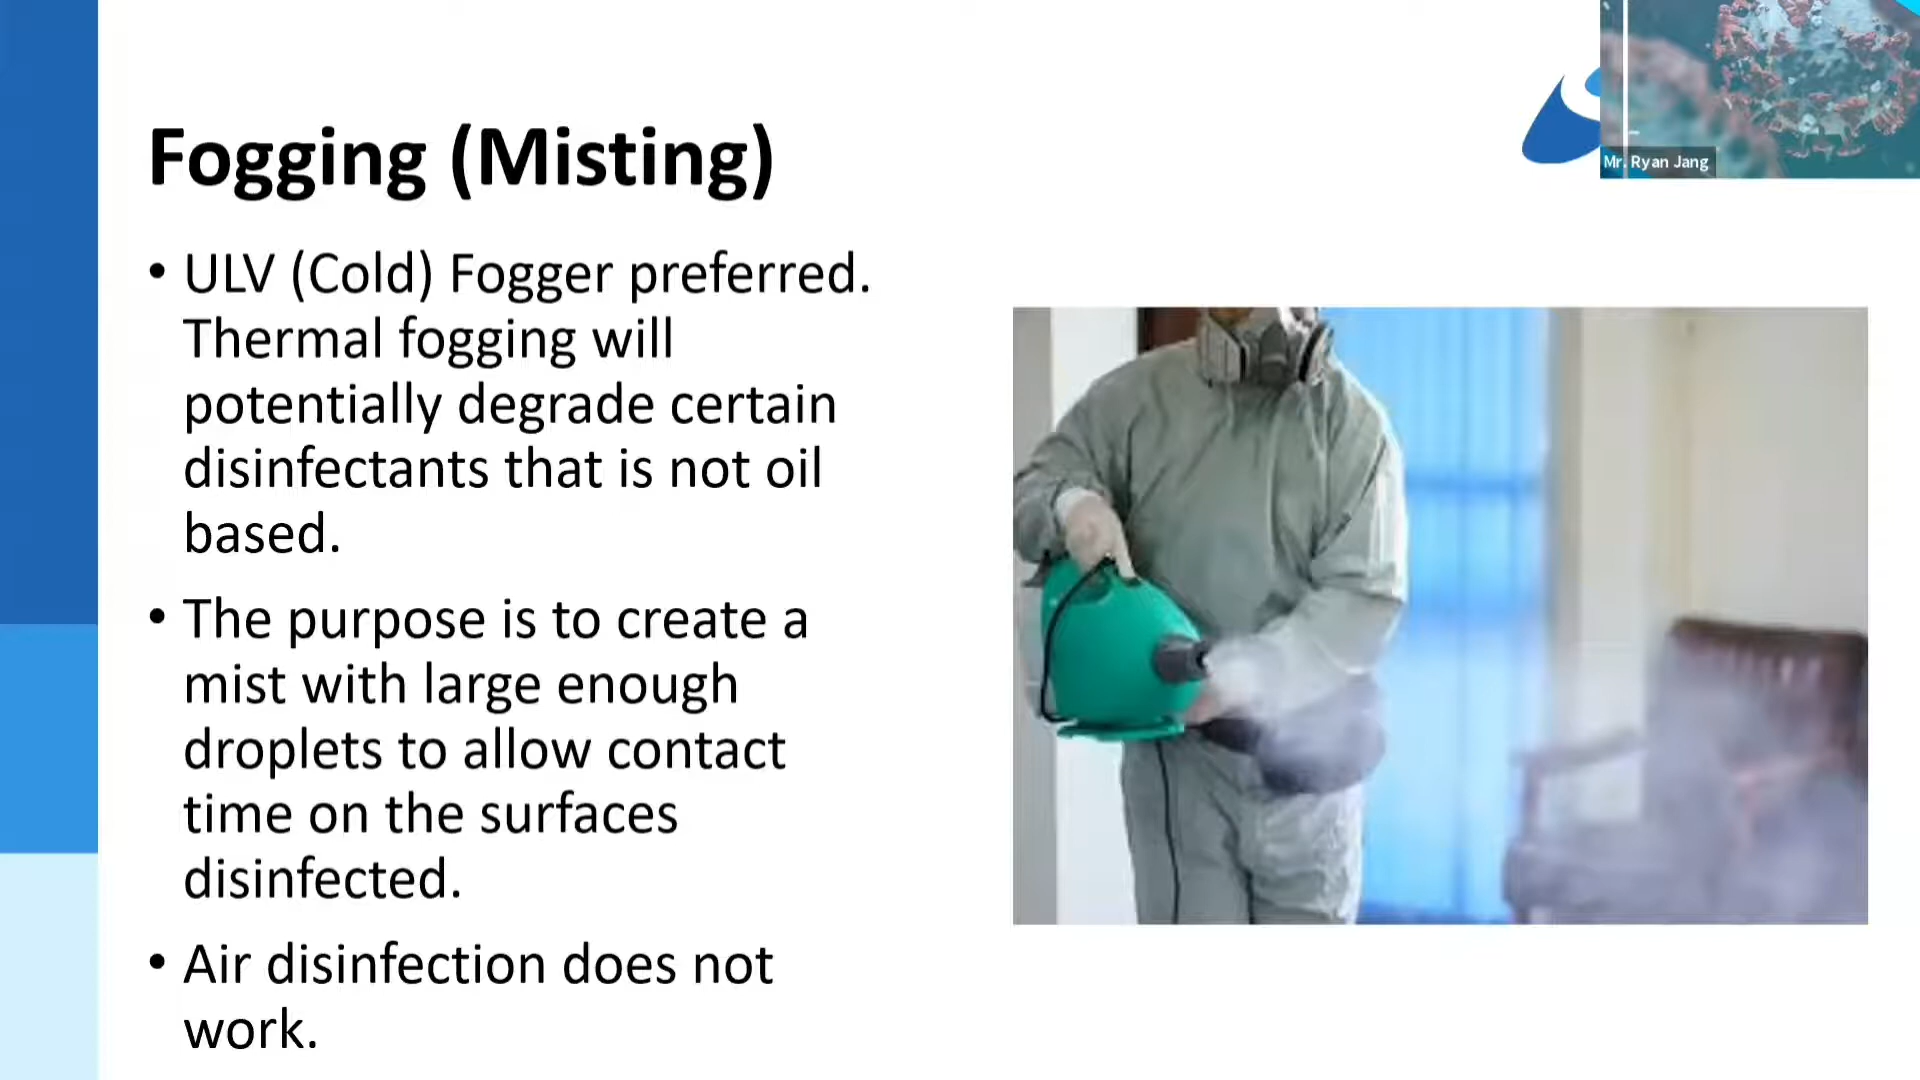 Mr. Ryan Jang
Fogging (Misting)
• ULV (Cold) Fogger preferred.
Thermal fogging will
potentially degrade certain
disinfectants that is not oil
based.
• The purpose is to create a
mist with large enough
droplets to allow contact
time on the surfaces
disinfected.
• Air disinfection does not
work.